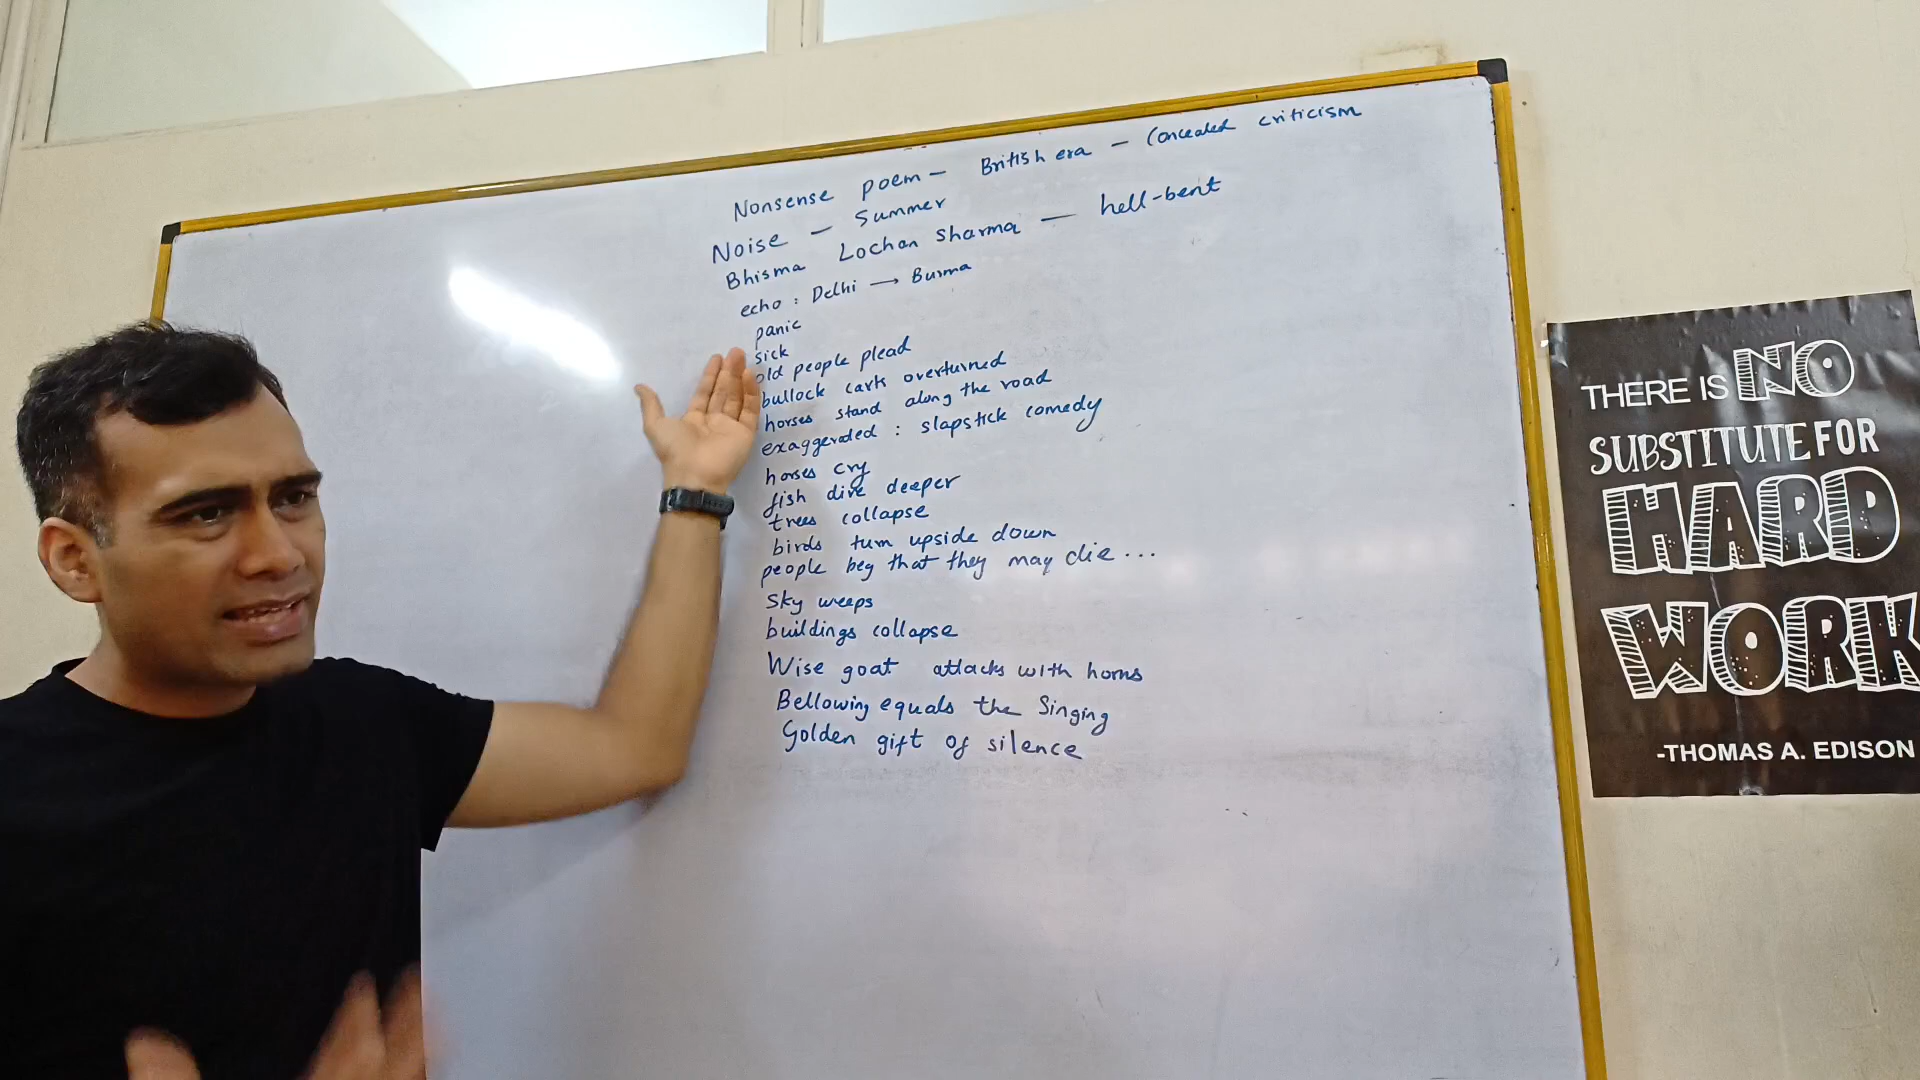 Nonsense poem - British era - Concealed criticism
Noise - Summer
Bhisma Lochan Sharma - hell-bent
echo : Delhi → Burma
panic
sick
old people plead
bullock carts overturned
horses stand along the road
exaggerated : slapstick comedy
horses cry
fish dive deeper
trees collapse
birds turn upside down
people beg that they may die ...
Sky weeps
buildings collapse
Wise goat attacks with horns
Bellowing equals the Singing
Golden gift of silence
THERE IS NO
SUBSTITUTE FOR
HARD
WORK
-THOMAS A. EDISON